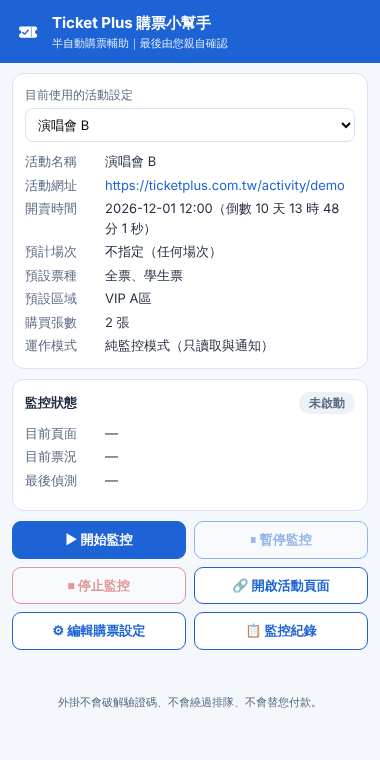 Ticket Plus 購票小幫手
半自動購票輔助｜最後由您親自確認
目前使用的活動設定
演唱會 B
活動名稱 演唱會 B
活動網址 https://ticketplus.com.tw/activity/demo
開賣時間 2026-12-01 12:00（倒數 10 天 13 時 48
分 1 秒）
預計場次 不指定（任何場次）
預設票種 全票、學生票
預設區域 VIP A區
購買張數 2 張
運作模式 純監控模式（只讀取與通知）
監控狀態 未啟動
目前頁面 —
目前票況 —
最後偵測 —
▶ 開始監控
⏸ 暫停監控
⏹ 停止監控
🔗 開啟活動頁面
⚙ 編輯購票設定
📋 監控紀錄
外掛不會破解驗證碼、不會繞過排隊、不會替您付款。